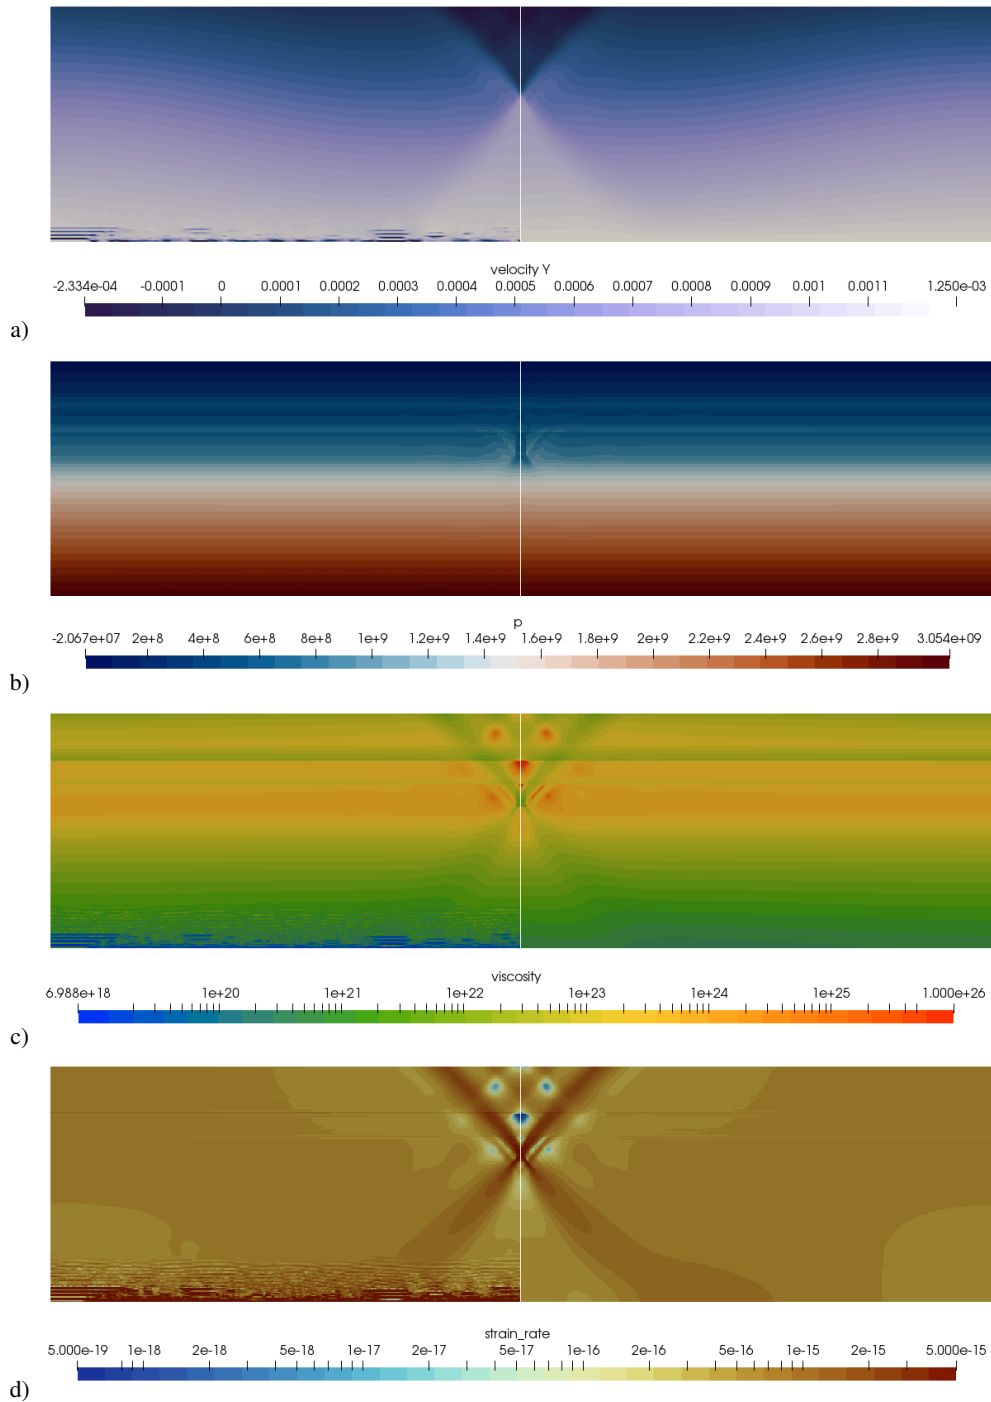 velocity Y
-2.334e-04 -0.0001 0 0.0001 0.0002 0.0003 0.0004 0.0005 0.0006 0.0007 0.0008 0.0009 0.001 0.0011 1.250e-03
a)
p
-2.067e+07 2e+8 4e+8 6e+8 8e+8 1e+9 1.2e+9 1.4e+9 1.6e+9 1.8e+9 2e+9 2.2e+9 2.4e+9 2.6e+9 2.8e+9 3.054e+09
b)
viscosity
6.988e+18 1e+20 1e+21 1e+22 1e+23 1e+24 1e+25 1.000e+26
c)
strain_rate
5.000e-19 1e-18 2e-18 5e-18 1e-17 2e-17 5e-17 1e-16 2e-16 5e-16 1e-15 2e-15 5.000e-15
d)